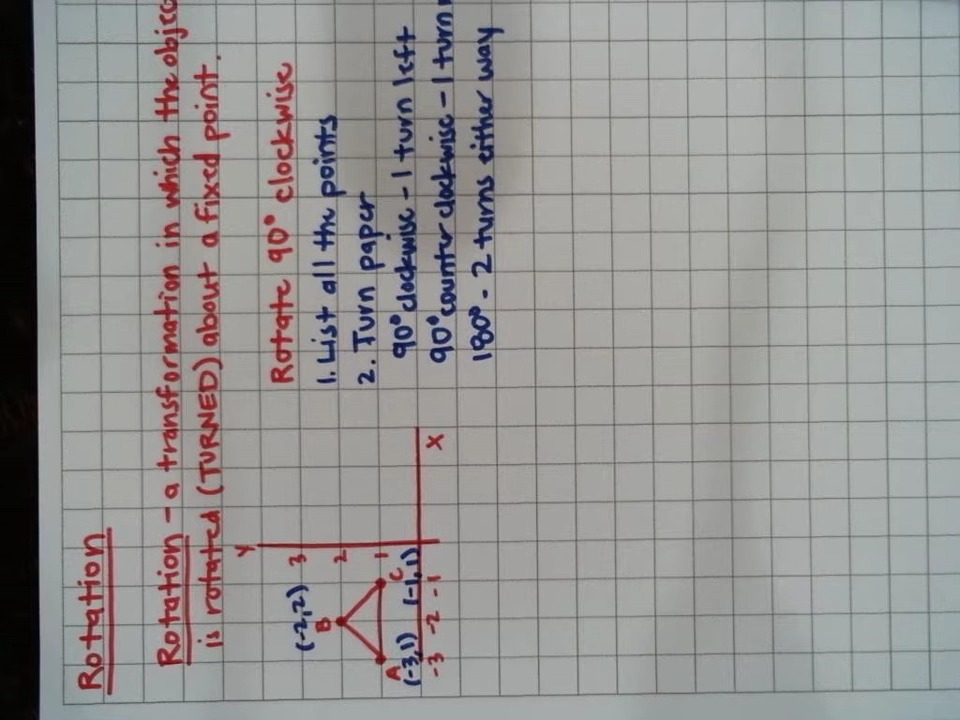 Rotation
Rotation - a transformation in which the
is rotated (TURNED) about a fixed point.
Rotate 90° clockwise
1. List all the points
2. Turn paper
90° clockwise - 1 turn left
90° counter clockwise - 1 turn
180° - 2 turns either way
Y
3
(-2,2)
B
2
1
A
C
(-3,1) (-1,1)
-3 -2 -1
X